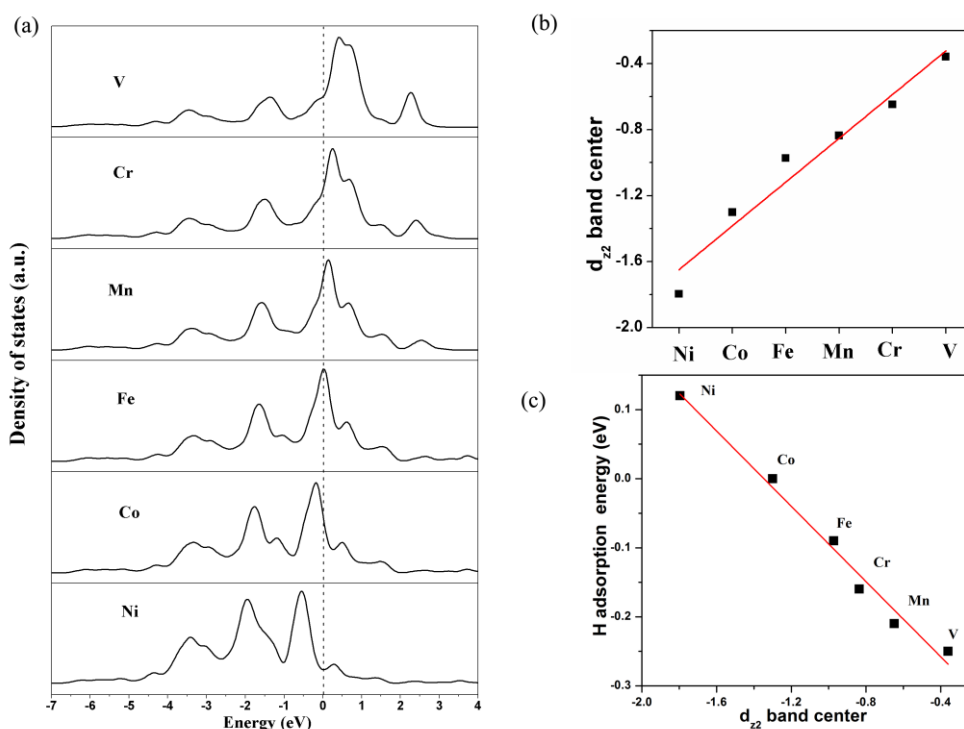 (a)
V
Cr
Mn
Fe
Co
Ni
Density of states (a.u.)
-7 -6 -5 -4 -3 -2 -1 0 1 2 3 4
Energy (eV)
(b)
-0.4
-0.8
-1.2
-1.6
-2.0
d_z2 band center
Ni Co Fe Mn Cr V
(c)
0.1
0.0
-0.1
-0.2
-0.3
H adsorption energy (eV)
Ni
Co
Fe
Cr
Mn
V
-2.0 -1.6 -1.2 -0.8 -0.4
d_z2 band center